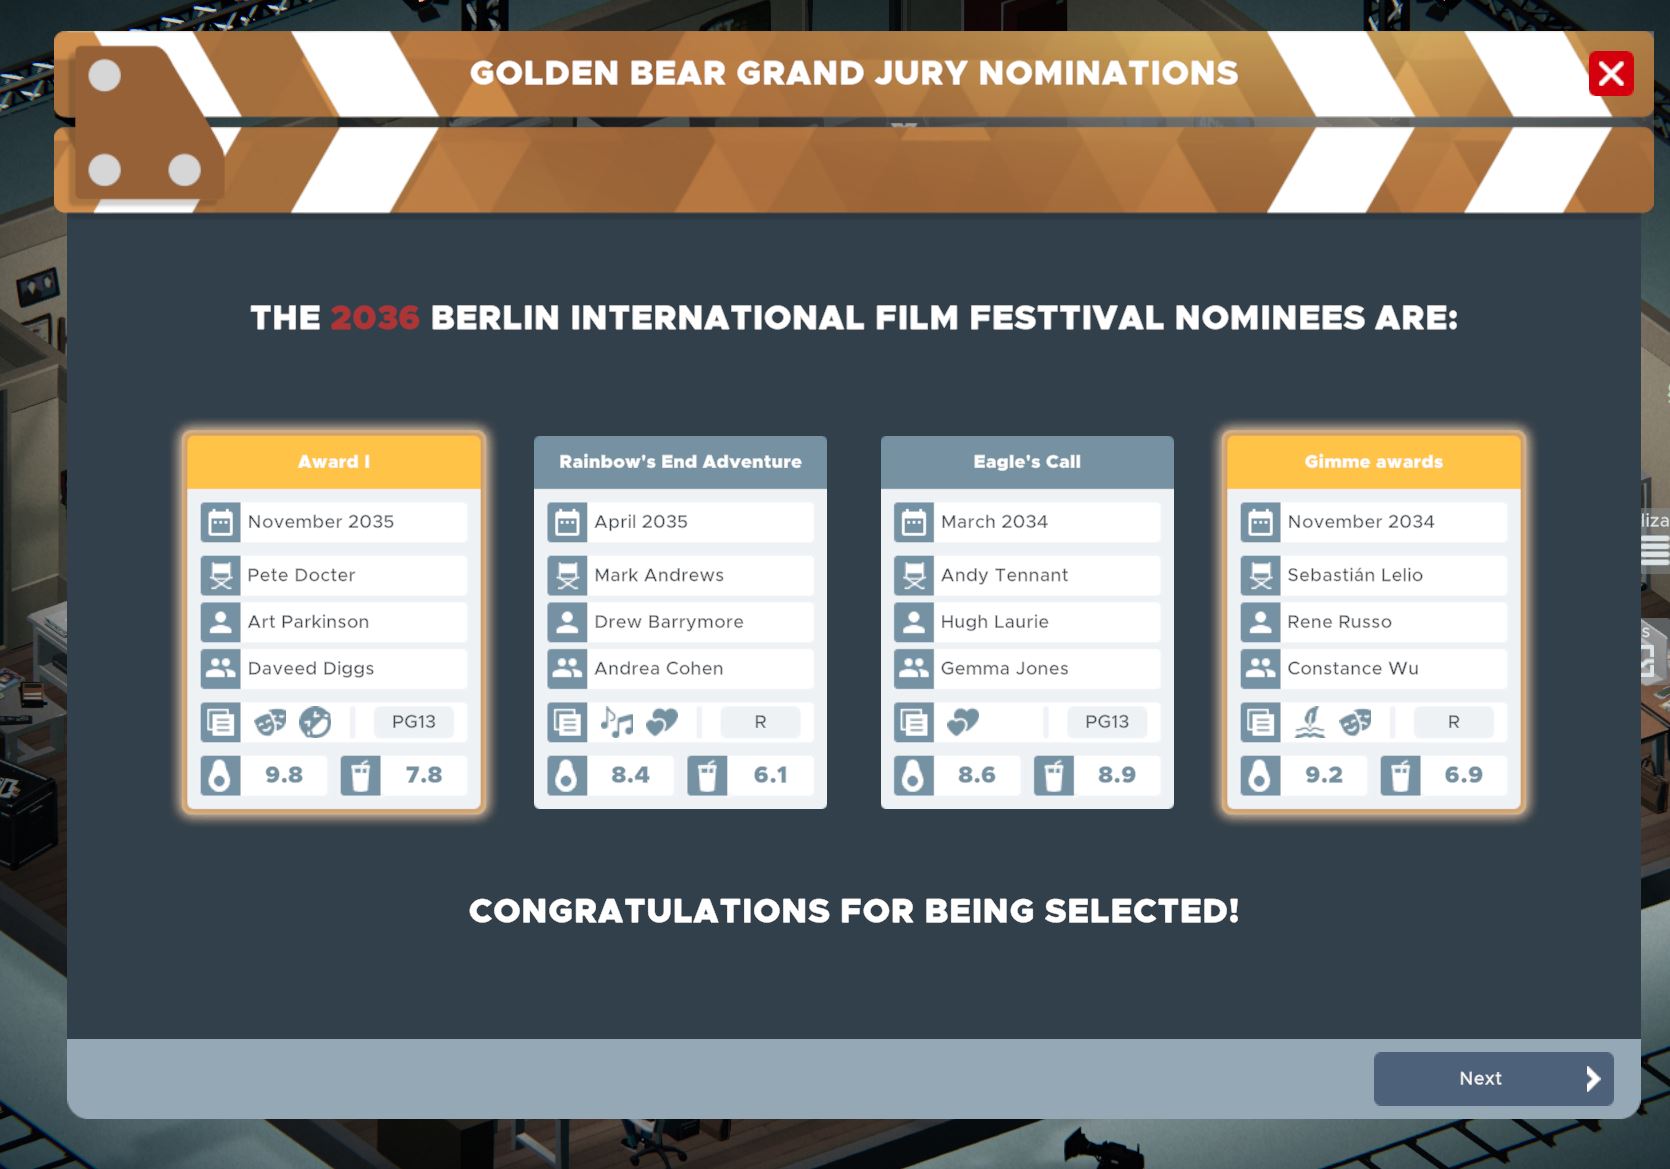 GOLDEN BEAR GRAND JURY NOMINATIONS
THE 2036 BERLIN INTERNATIONAL FILM FESTTIVAL NOMINEES ARE:
Award I
November 2035
Pete Docter
Art Parkinson
Daveed Diggs
PG13
9.8 7.8
Rainbow's End Adventure
April 2035
Mark Andrews
Drew Barrymore
Andrea Cohen
R
8.4 6.1
Eagle's Call
March 2034
Andy Tennant
Hugh Laurie
Gemma Jones
PG13
8.6 8.9
Gimme awards
November 2034
Sebastián Lelio
Rene Russo
Constance Wu
R
9.2 6.9
CONGRATULATIONS FOR BEING SELECTED!
Next